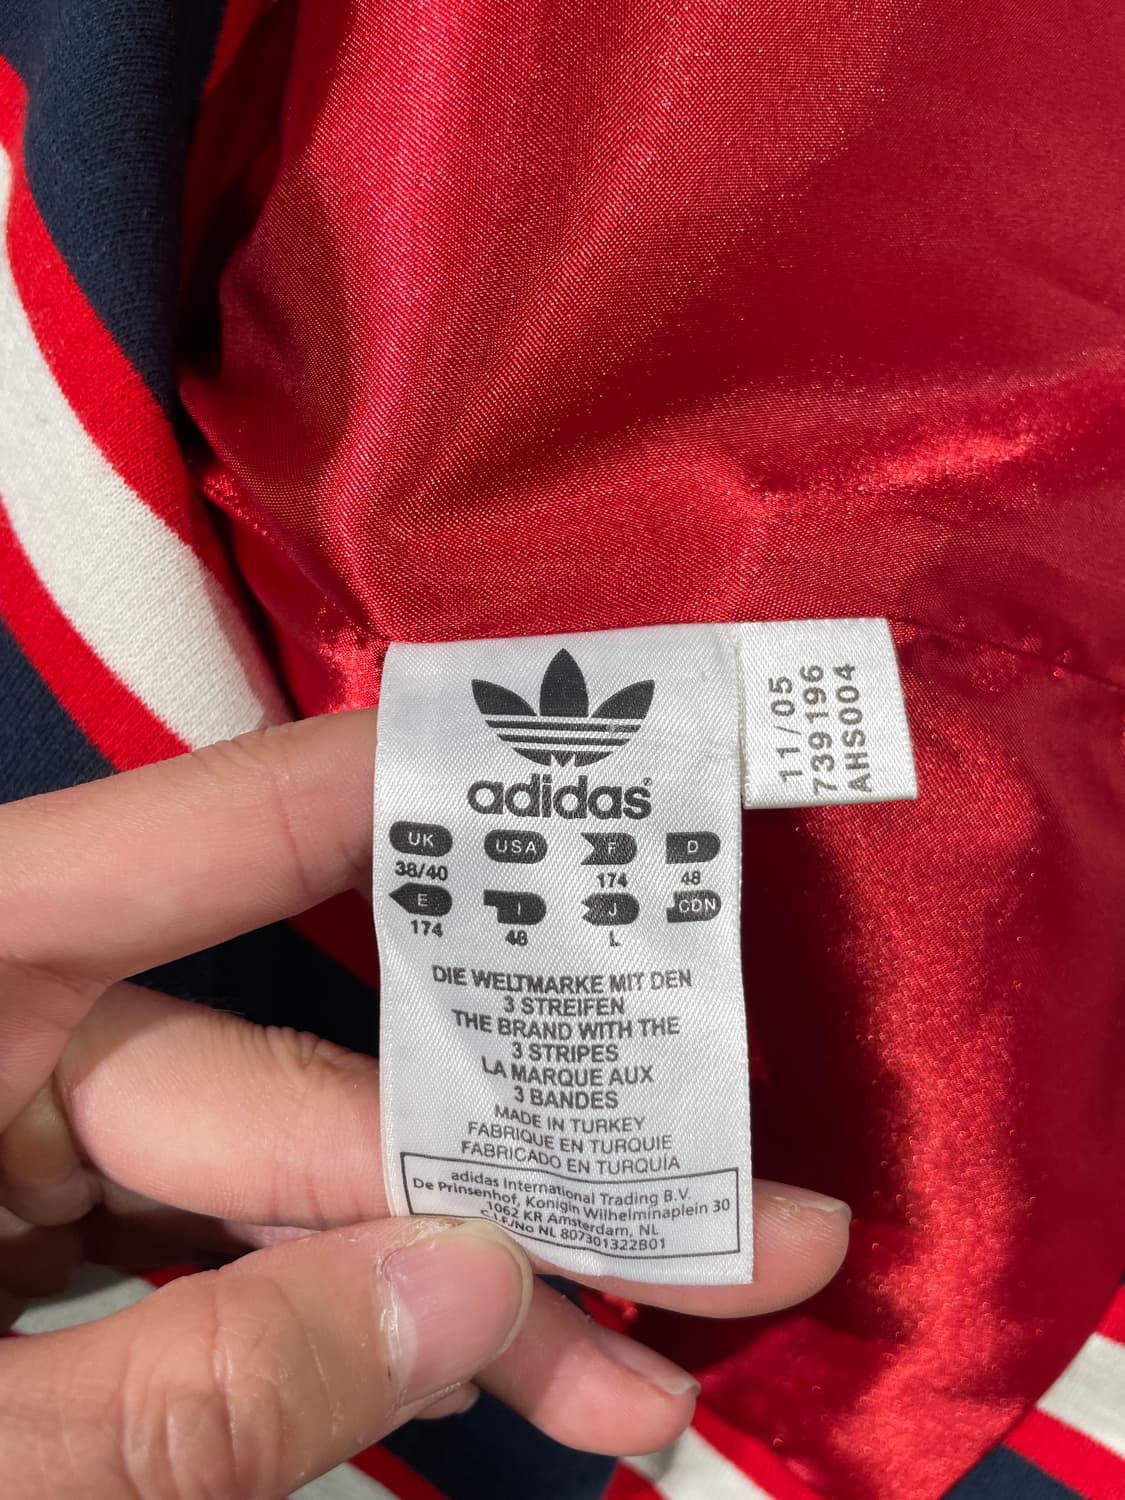 adidas®
UK USA F D
38/40 174 48
E I J CDN
174 48 L
DIE WELTMARKE MIT DEN
3 STREIFEN
THE BRAND WITH THE
3 STRIPES
LA MARQUE AUX
3 BANDES
MADE IN TURKEY
FABRIQUE EN TURQUIE
FABRICADO EN TURQUÍA
adidas International Trading B.V.
De Prinsenhof, Konigin Wilhelminaplein 30
1062 KR Amsterdam, NL
C.I.F./No NL 807301322B01
11/05
739196
AHS004